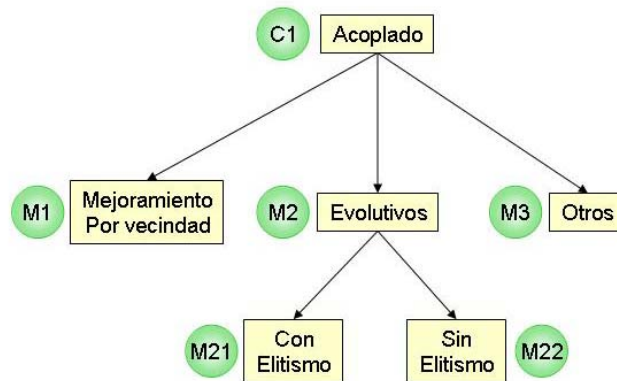 C1
Acoplado
M1
Mejoramiento
Por vecindad
M2
Evolutivos
M3
Otros
M21
Con
Elitismo
Sin
Elitismo
M22